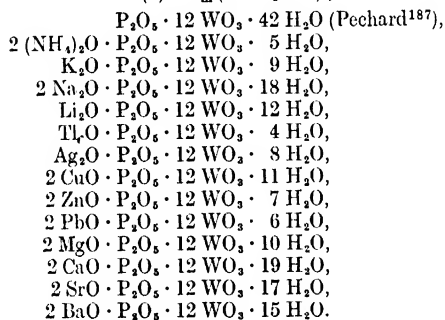 P₂O₅ · 12 WO₃ · 42 H₂O (Pechard¹⁸⁷),
2 (NH₄)₂O · P₂O₅ · 12 WO₃ · 5 H₂O,
K₂O · P₂O₅ · 12 WO₃ · 9 H₂O,
2 Na₂O · P₂O₅ · 12 WO₃ · 18 H₂O,
Li₂O · P₂O₅ · 12 WO₃ · 12 H₂O,
Tl₂O · P₂O₅ · 12 WO₃ · 4 H₂O,
Ag₂O · P₂O₅ · 12 WO₃ · 8 H₂O,
2 CuO · P₂O₅ · 12 WO₃ · 11 H₂O,
2 ZnO · P₂O₅ · 12 WO₃ · 7 H₂O,
2 PbO · P₂O₅ · 12 WO₃ · 6 H₂O,
2 MgO · P₂O₅ · 12 WO₃ · 10 H₂O,
2 CaO · P₂O₅ · 12 WO₃ · 19 H₂O,
2 SrO · P₂O₅ · 12 WO₃ · 17 H₂O,
2 BaO · P₂O₅ · 12 WO₃ · 15 H₂O.